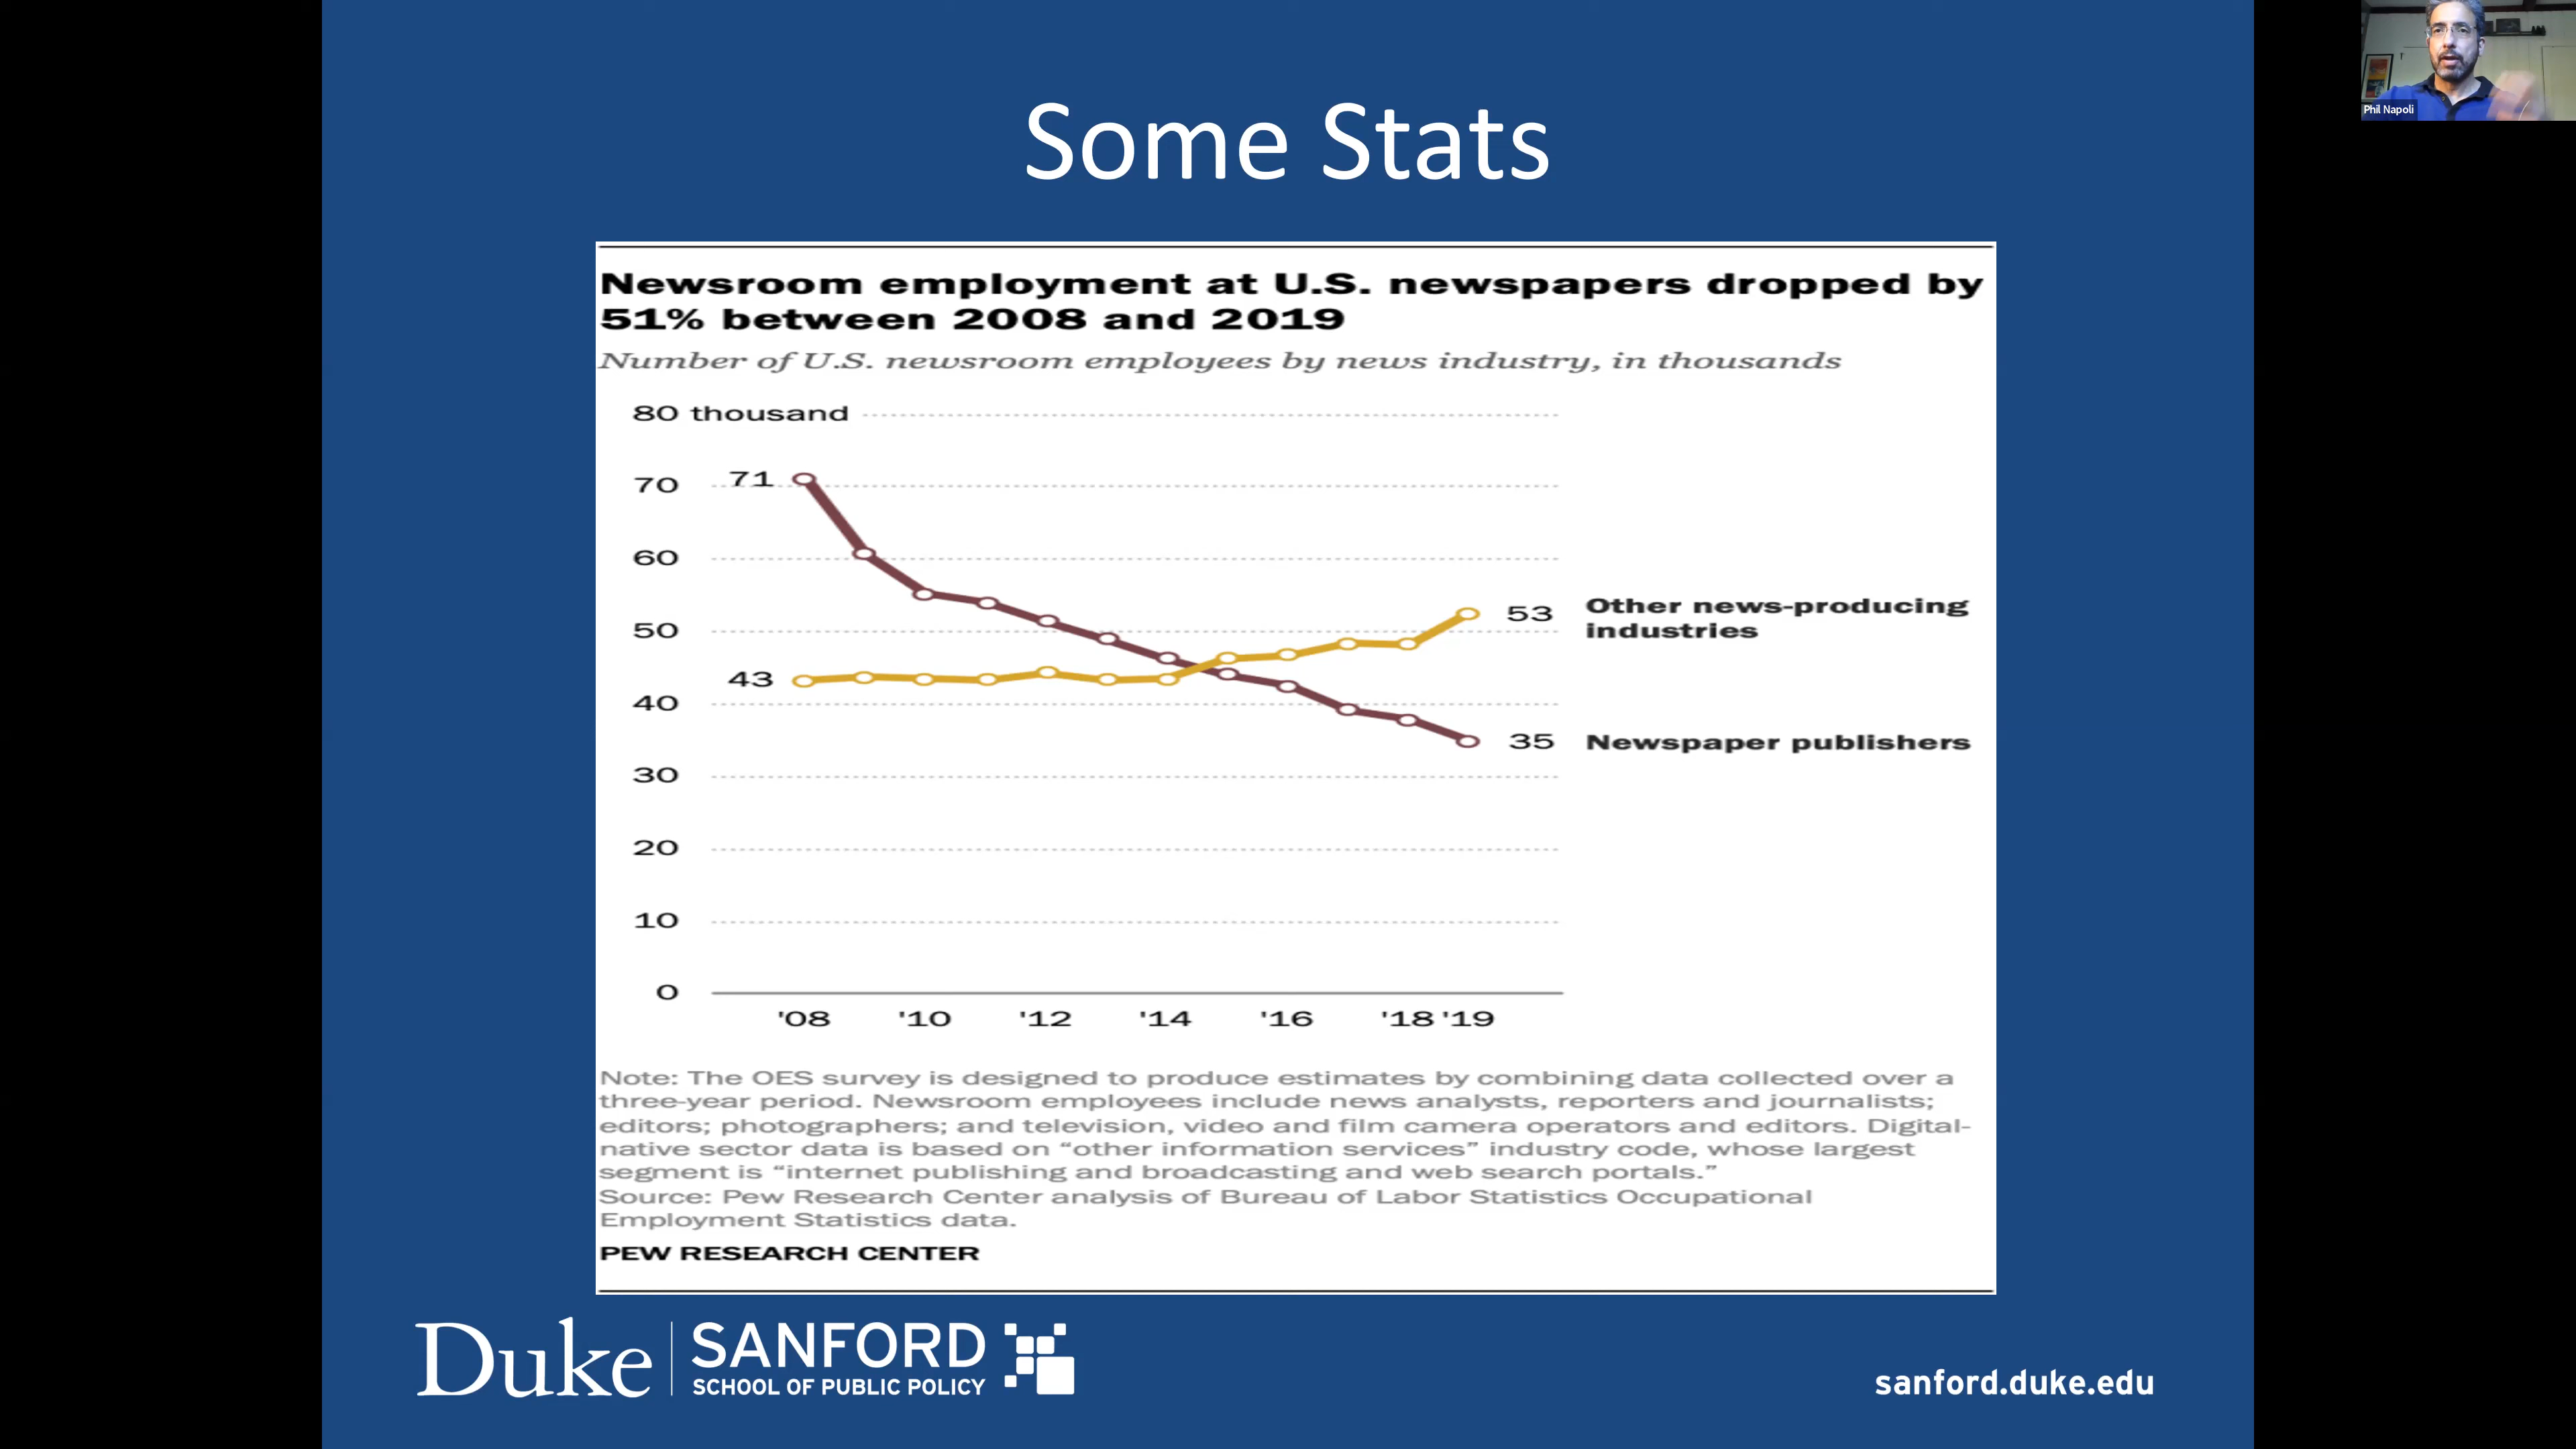 Some Stats
Phil Napoli
Newsroom employment at U.S. newspapers dropped by
51% between 2008 and 2019
Number of U.S. newsroom employees by news industry, in thousands
80 thousand
70
71
60
50
53
Other news-producing
industries
43
40
35
Newspaper publishers
30
20
10
0
'08 '10 '12 '14 '16 '18 '19
Note: The OES survey is designed to produce estimates by combining data collected over a
three-year period. Newsroom employees include news analysts, reporters and journalists;
editors; photographers; and television, video and film camera operators and editors. Digital-
native sector data is based on “other information services” industry code, whose largest
segment is “internet publishing and broadcasting and web search portals.”
Source: Pew Research Center analysis of Bureau of Labor Statistics Occupational
Employment Statistics data.
PEW RESEARCH CENTER
Duke
SANFORD
SCHOOL OF PUBLIC POLICY
sanford.duke.edu